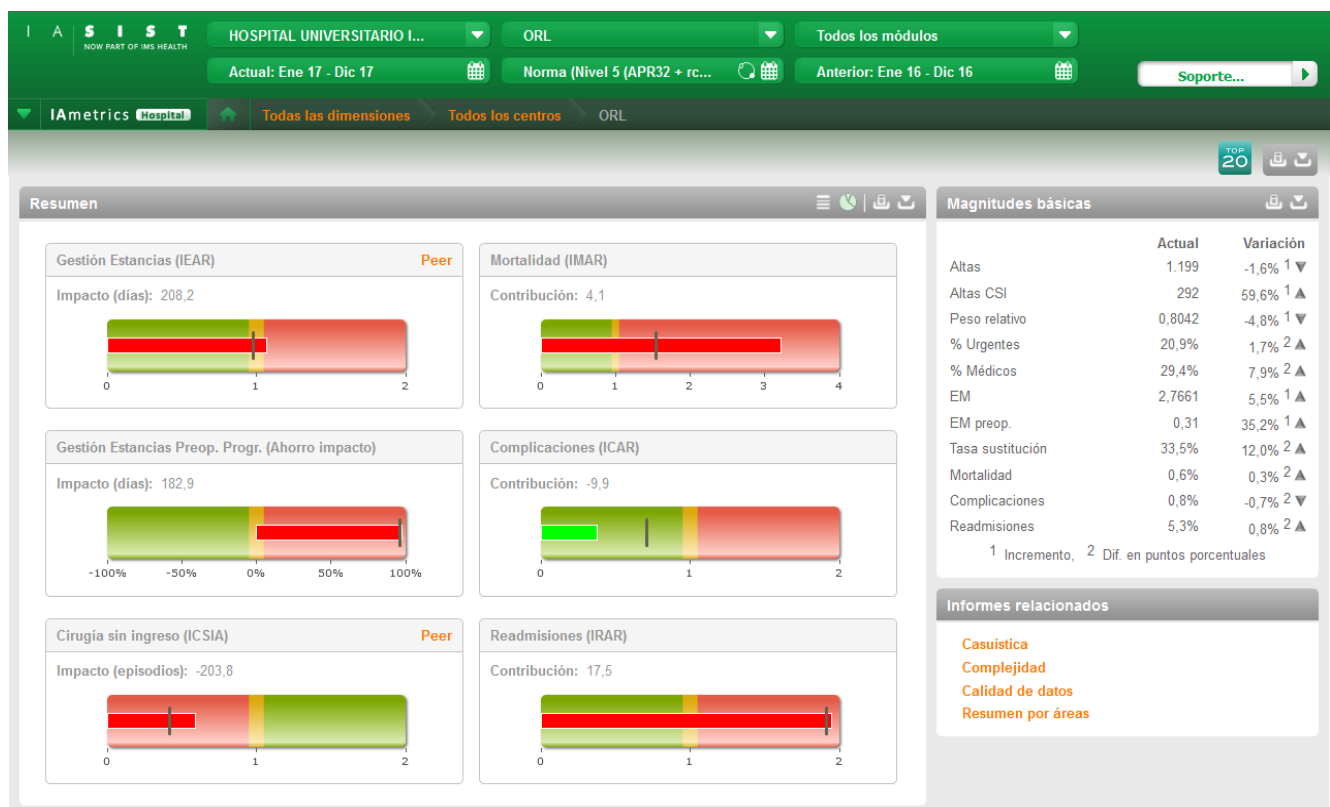 I A S I S T
NOW PART OF IMS HEALTH
HOSPITAL UNIVERSITARIO I...
ORL
Todos los módulos
Actual: Ene 17 - Dic 17
Norma (Nivel 5 (APR32 + rc...
Anterior: Ene 16 - Dic 16
Soporte...
IAmetrics Hospital
Todas las dimensiones
Todos los centros
ORL
TOP
20
Resumen
Gestión Estancias (IEAR) Peer
Impacto (días): 208,2
0 1 2
Mortalidad (IMAR)
Contribución: 4,1
0 1 2 3 4
Gestión Estancias Preop. Progr. (Ahorro impacto)
Impacto (días): 182,9
-100% -50% 0% 50% 100%
Complicaciones (ICAR)
Contribución: -9,9
0 1 2
Cirugía sin ingreso (ICSIA) Peer
Impacto (episodios): -203,8
0 1 2
Readmisiones (IRAR)
Contribución: 17,5
0 1 2
Magnitudes básicas
Actual Variación
Altas 1.199 -1,6% 1
Altas CSI 292 59,6% 1
Peso relativo 0,8042 -4,8% 1
% Urgentes 20,9% 1,7% 2
% Médicos 29,4% 7,9% 2
EM 2,7661 5,5% 1
EM preop. 0,31 35,2% 1
Tasa sustitución 33,5% 12,0% 2
Mortalidad 0,6% 0,3% 2
Complicaciones 0,8% -0,7% 2
Readmisiones 5,3% 0,8% 2
1 Incremento, 2 Dif. en puntos porcentuales
Informes relacionados
Casuística
Complejidad
Calidad de datos
Resumen por áreas